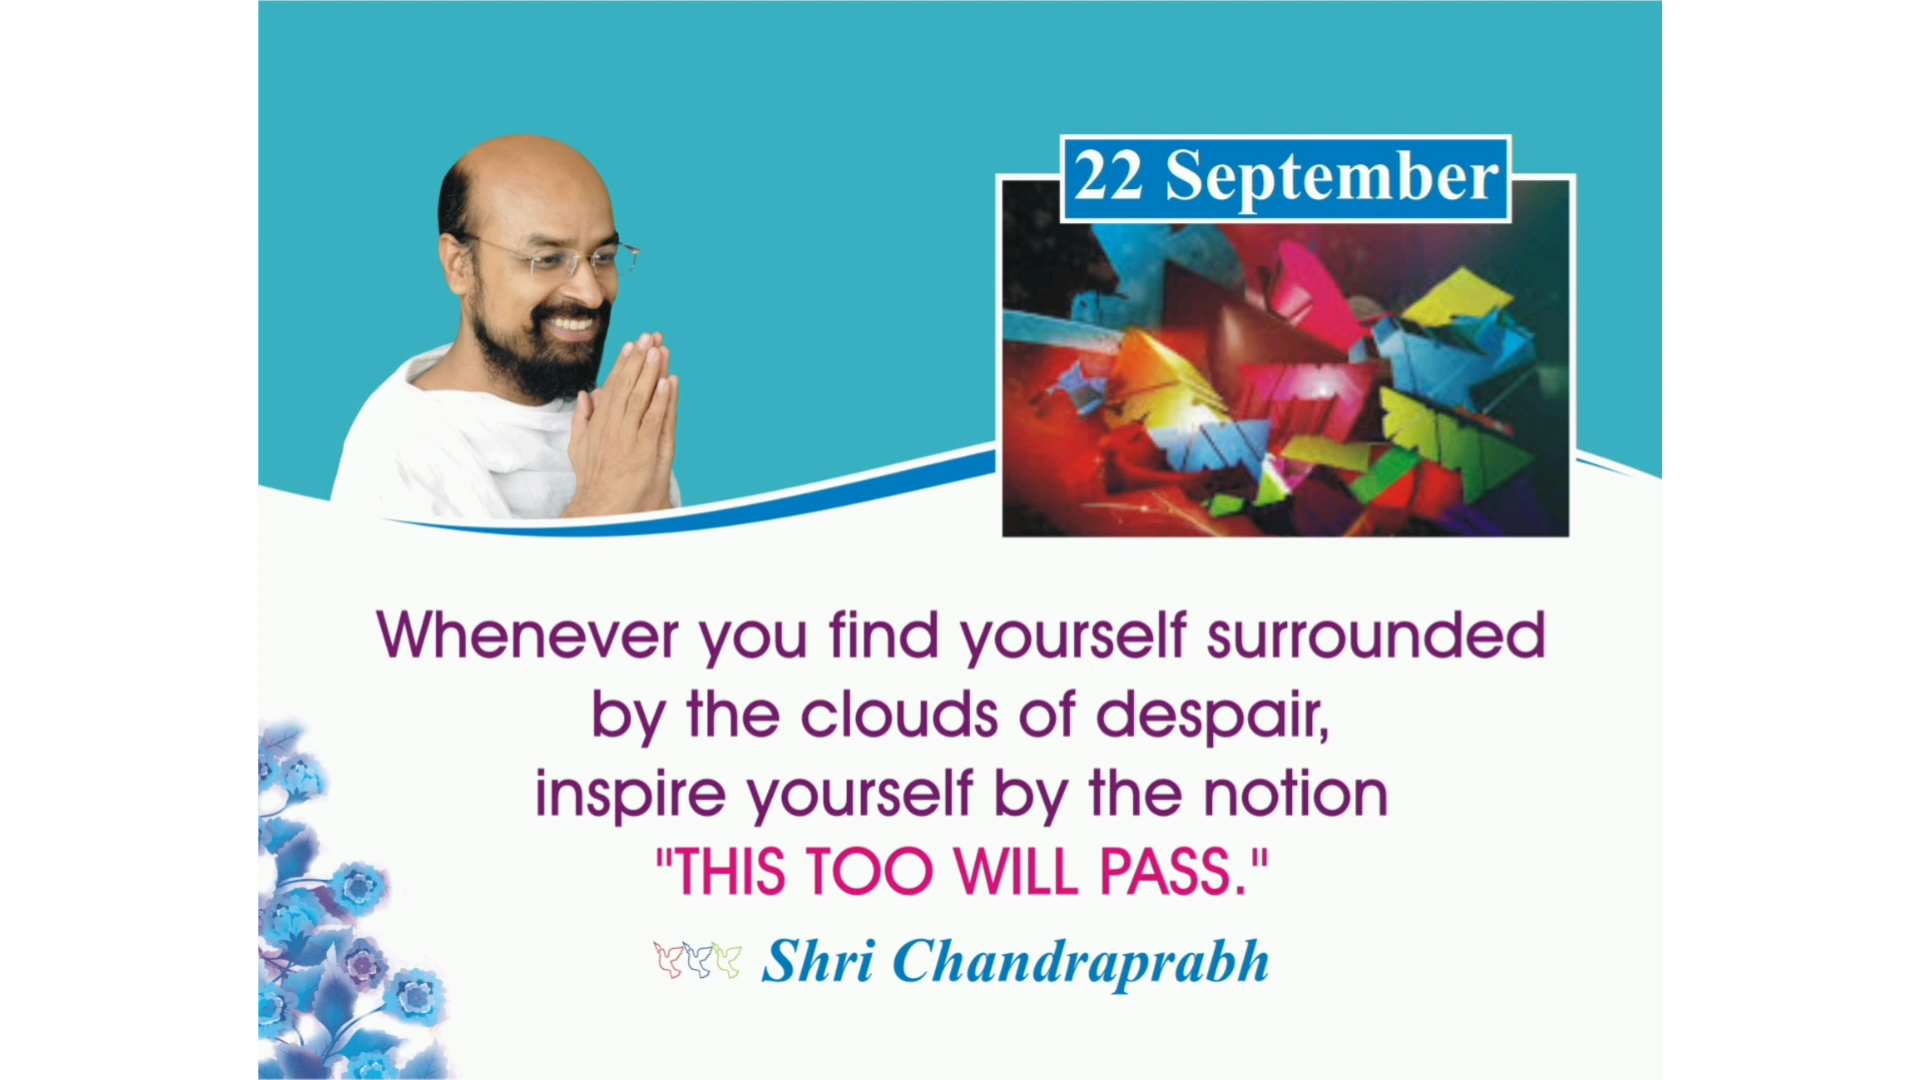 22 September
Whenever you find yourself surrounded
by the clouds of despair,
inspire yourself by the notion
"THIS TOO WILL PASS."
Shri Chandraprabh